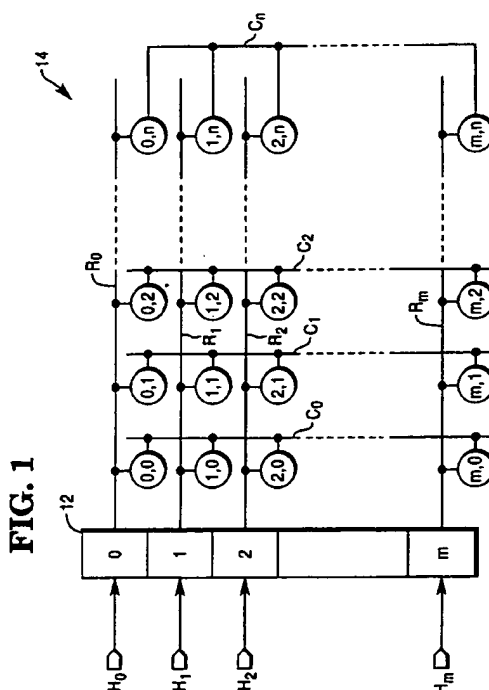 FIG. 1
14
12
H₀ 0 R₀ 0,0 0,1 0,2 0,n Cₙ
H₁ 1 R₁ 1,0 1,1 1,2 1,n
H₂ 2 R₂ 2,0 2,1 2,2 2,n
C₀ C₁ C₂
Hₘ m Rₘ m,0 m,1 m,2 m,n